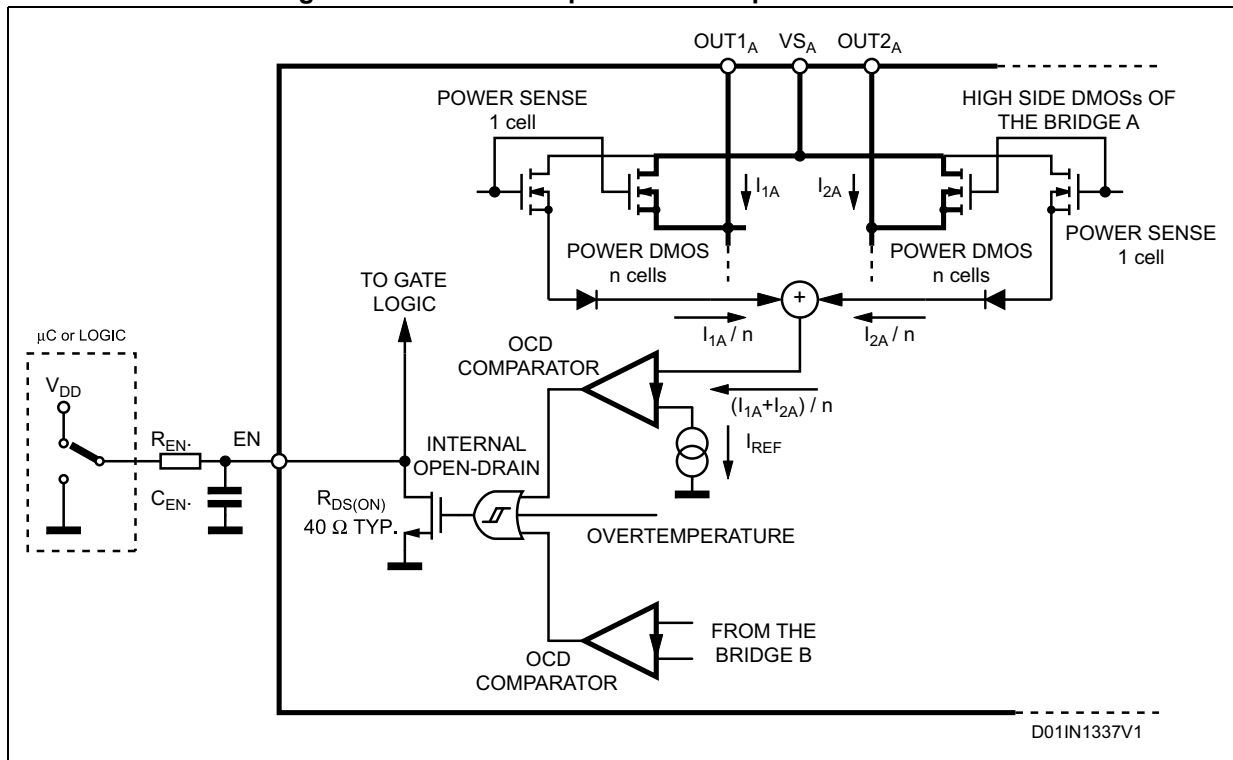 OUT1A VSA OUT2A
POWER SENSE
1 cell
HIGH SIDE DMOSs OF
THE BRIDGE A
I1A
I2A
POWER DMOS
n cells
POWER DMOS
n cells
POWER SENSE
1 cell
TO GATE
LOGIC
+
I1A / n
I2A / n
µC or LOGIC
VDD
OCD
COMPARATOR
(I1A+I2A) / n
IREF
REN.
EN
INTERNAL
OPEN-DRAIN
CEN.
RDS(ON)
40 Ω TYP.
OVERTEMPERATURE
FROM THE
BRIDGE B
OCD
COMPARATOR
D01IN1337V1